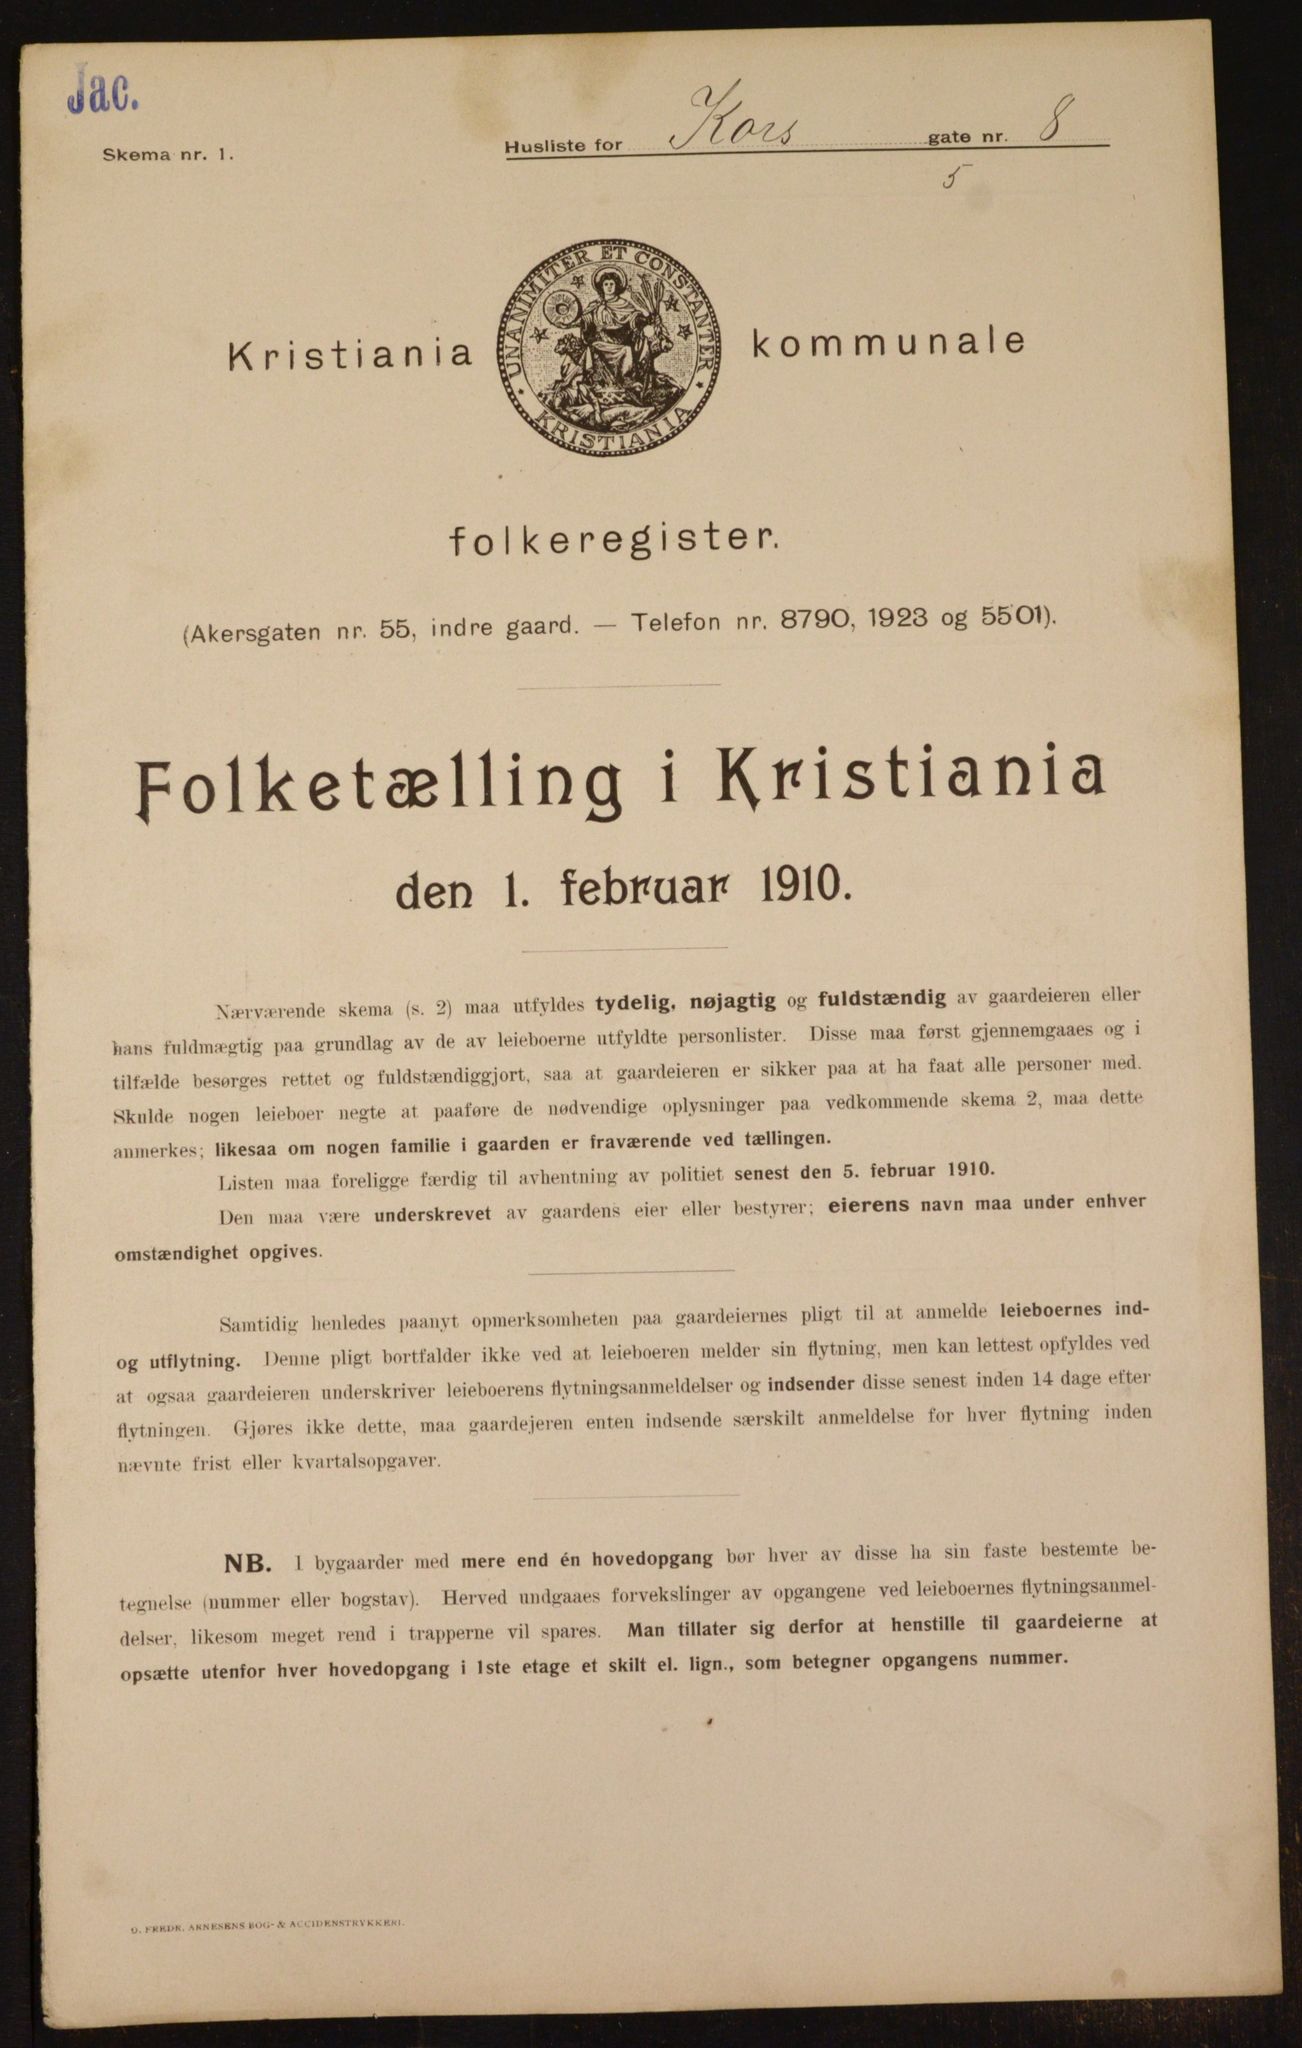 Jac.
Skema nr. 1.
Husliste for Kors gate nr. 8
5
UNANIMITER ET CONSTANTER
KRISTIANIA
Kristiania kommunale
folkeregister.
(Akersgaten nr. 55, indre gaard. — Telefon nr. 8790, 1923 og 5501).
Folketælling i Kristiania
den 1. februar 1910.
Nærværende skema (s. 2) maa utfyldes tydelig, nøjagtig og fuldstændig av gaardeieren eller
hans fuldmægtig paa grundlag av de av leieboerne utfyldte personlister. Disse maa først gjennemgaaes og i
tilfælde besørges rettet og fuldstændiggjort, saa at gaardeieren er sikker paa at ha faat alle personer med.
Skulde nogen leieboer negte at paaføre de nødvendige oplysninger paa vedkommende skema 2, maa dette
anmerkes; likesaa om nogen familie i gaarden er fraværende ved tællingen.
Listen maa foreligge færdig til avhentning av politiet senest den 5. februar 1910.
Den maa være underskrevet av gaardens eier eller bestyrer; eierens navn maa under enhver
omstændighet opgives.
Samtidig henledes paanyt opmerksomheten paa gaardeiernes pligt til at anmelde leieboernes ind-
og utflytning. Denne pligt bortfalder ikke ved at leieboeren melder sin flytning, men kan lettest opfyldes ved
at ogsaa gaardeieren underskriver leieboerens flytningsanmeldelser og indsender disse senest inden 14 dage efter
flytningen. Gjøres ikke dette, maa gaardejeren enten indsende særskilt anmeldelse for hver flytning inden
nævnte frist eller kvartalsopgaver.
NB. I bygaarder med mere end én hovedopgang bør hver av disse ha sin faste bestemte be-
tegnelse (nummer eller bogstav). Herved undgaaes forvekslinger av opgangene ved leieboernes flytningsanmel-
delser, likesom meget rend i trapperne vil spares. Man tillater sig derfor at henstille til gaardeierne at
opsætte utenfor hver hovedopgang i 1ste etage et skilt el. lign., som betegner opgangens nummer.
O. FREDR. ARNESENS BOG- & ACCIDENSTRYKKERI.